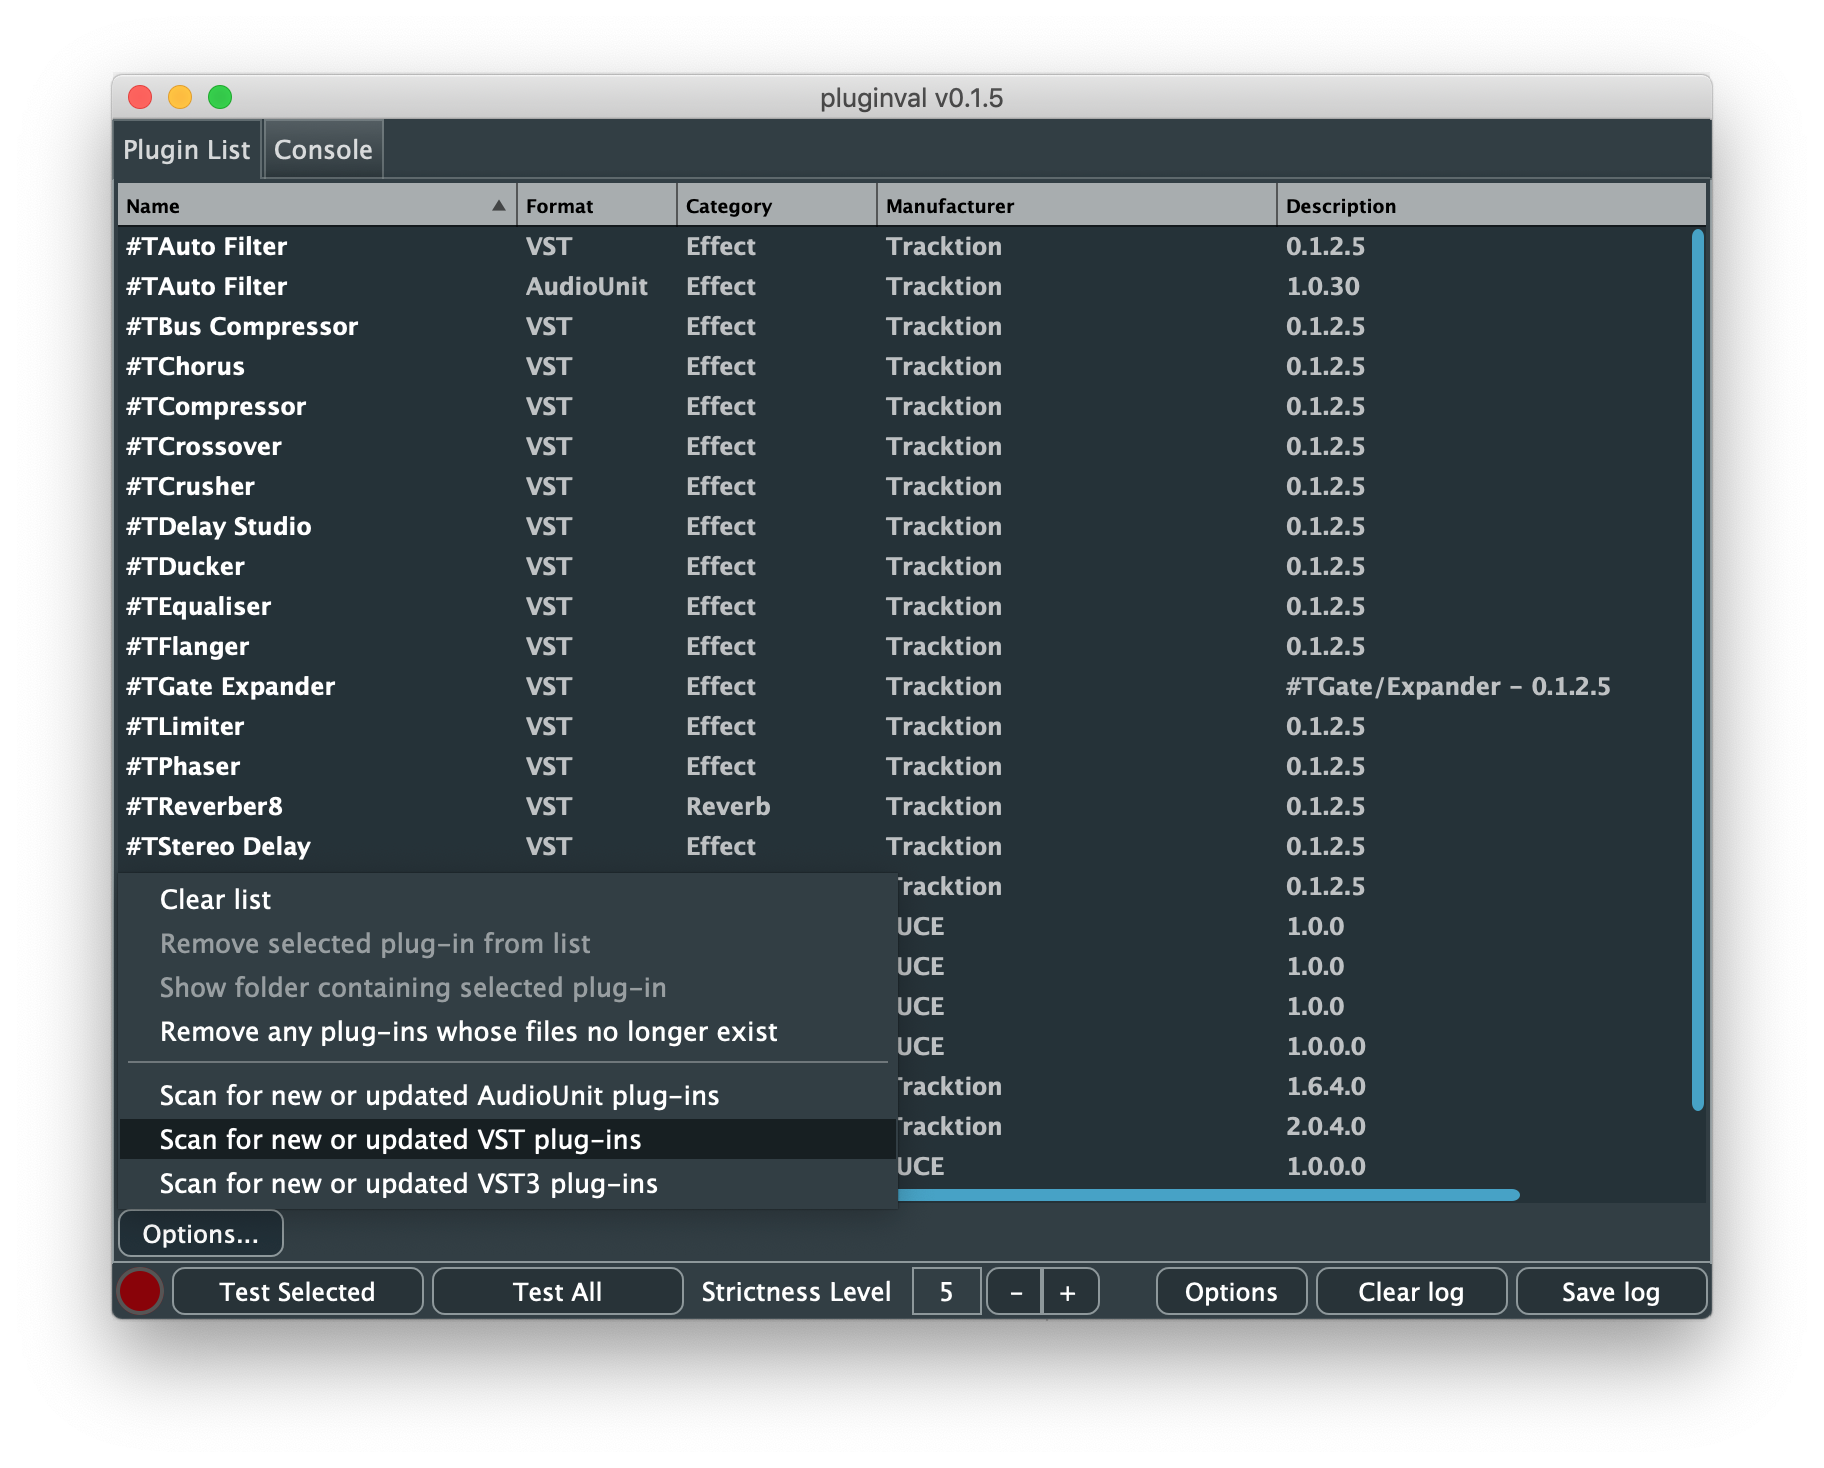 pluginval v0.1.5
Plugin List Console
Name Format Category Manufacturer Description
#TAuto Filter VST Effect Tracktion 0.1.2.5
#TAuto Filter AudioUnit Effect Tracktion 1.0.30
#TBus Compressor VST Effect Tracktion 0.1.2.5
#TChorus VST Effect Tracktion 0.1.2.5
#TCompressor VST Effect Tracktion 0.1.2.5
#TCrossover VST Effect Tracktion 0.1.2.5
#TCrusher VST Effect Tracktion 0.1.2.5
#TDelay Studio VST Effect Tracktion 0.1.2.5
#TDucker VST Effect Tracktion 0.1.2.5
#TEqualiser VST Effect Tracktion 0.1.2.5
#TFlanger VST Effect Tracktion 0.1.2.5
#TGate Expander VST Effect Tracktion #TGate/Expander - 0.1.2.5
#TLimiter VST Effect Tracktion 0.1.2.5
#TPhaser VST Effect Tracktion 0.1.2.5
#TReverber8 VST Reverb Tracktion 0.1.2.5
#TStereo Delay VST Effect Tracktion 0.1.2.5
Tracktion 0.1.2.5
UCE 1.0.0
UCE 1.0.0
UCE 1.0.0
UCE 1.0.0.0
Tracktion 1.6.4.0
Tracktion 2.0.4.0
UCE 1.0.0.0
Clear list
Remove selected plug-in from list
Show folder containing selected plug-in
Remove any plug-ins whose files no longer exist
Scan for new or updated AudioUnit plug-ins
Scan for new or updated VST plug-ins
Scan for new or updated VST3 plug-ins
Options...
Test Selected Test All Strictness Level 5 - + Options Clear log Save log